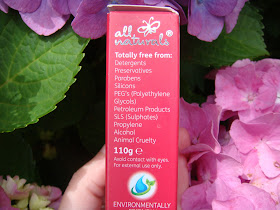 all
naturals®
Totally free from:
Detergents
Preservatives
Parabens
Silicons
PEG's (Polyethylene
Glycols)
Petroleum Products
SLS (Sulphates)
Propylene
Alcohol
Animal Cruelty
110g ℮
Avoid contact with eyes.
For external use only.
ENVIRONMENTALLY